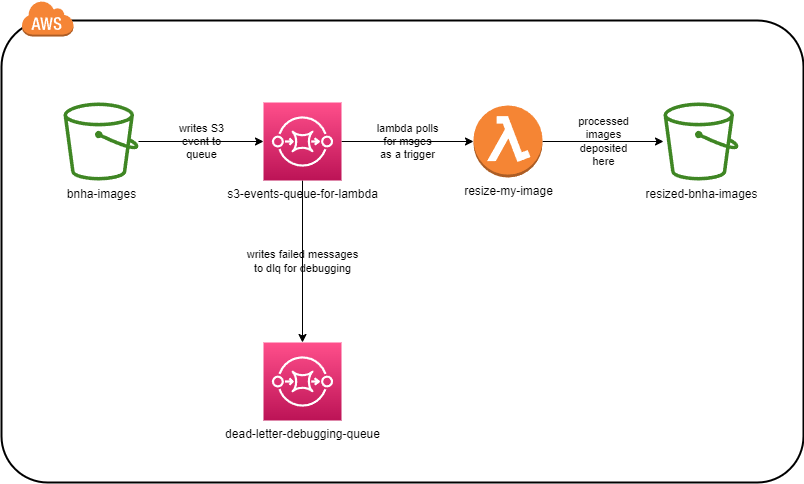 AWS
writes S3
event to
queue
lambda polls
for msges
as a trigger
processed
images
deposited
here
bnha-images
s3-events-queue-for-lambda
resize-my-image
resized-bnha-images
writes failed messages
to dlq for debugging
dead-letter-debugging-queue